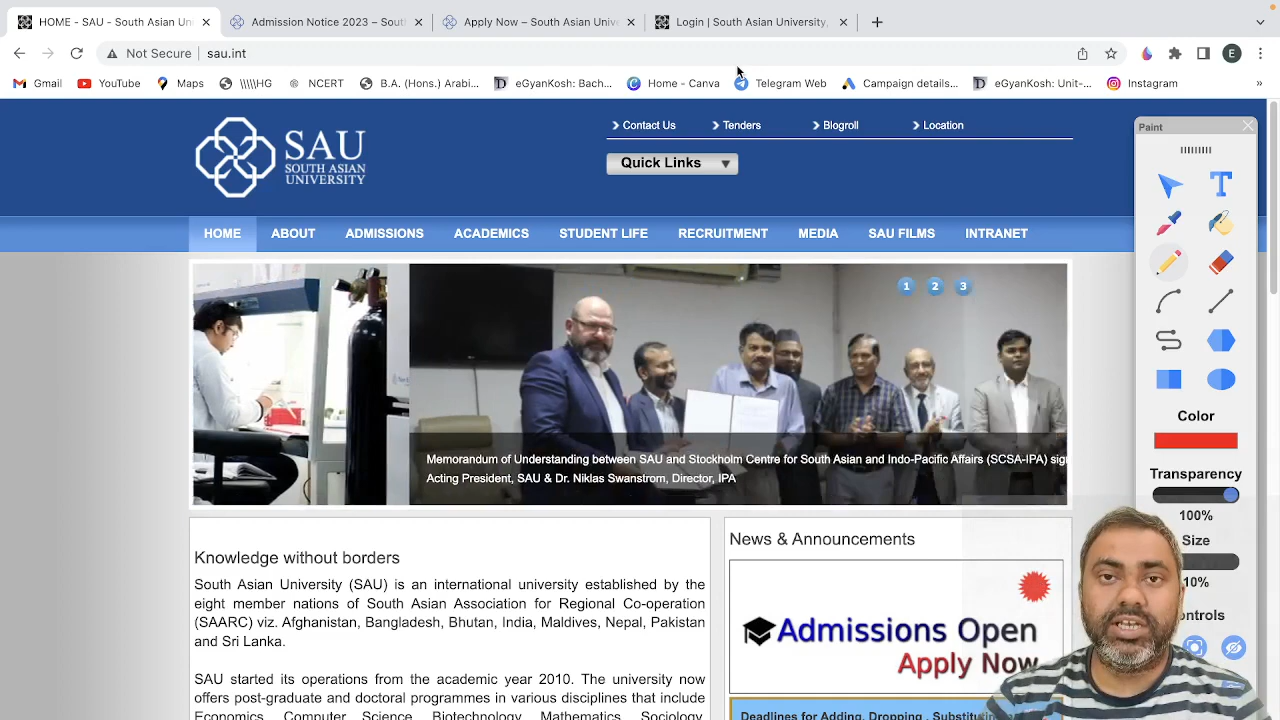 HOME - SAU - South Asian Un
Admission Notice 2023 – Sout
Apply Now – South Asian Univ
Login | South Asian University,
Not Secure
sau.int
E
Gmail
YouTube
Maps
\\\\\HG
NCERT
B.A. (Hons.) Arabi...
eGyanKosh: Bach...
Home - Canva
Telegram Web
Campaign details...
eGyanKosh: Unit-...
Instagram
»
SAU
SOUTH ASIAN
UNIVERSITY
Contact Us
Tenders
Blogroll
Location
Quick Links
HOME
ABOUT
ADMISSIONS
ACADEMICS
STUDENT LIFE
RECRUITMENT
MEDIA
SAU FILMS
INTRANET
1 2 3
Memorandum of Understanding between SAU and Stockholm Centre for South Asian and Indo-Pacific Affairs (SCSA-IPA) sig
Acting President, SAU & Dr. Niklas Swanstrom, Director, IPA
Knowledge without borders
South Asian University (SAU) is an international university established by the
eight member nations of South Asian Association for Regional Co-operation
(SAARC) viz. Afghanistan, Bangladesh, Bhutan, India, Maldives, Nepal, Pakistan
and Sri Lanka.
SAU started its operations from the academic year 2010. The university now
offers post-graduate and doctoral programmes in various disciplines that include
Economics, Computer Science, Biotechnology, Mathematics, Sociology,
News & Announcements
Admissions Open
Apply Now
Deadlines for Adding, Dropping , Substitutin
Paint
T
Color
Transparency
100%
Size
10%
ontrols